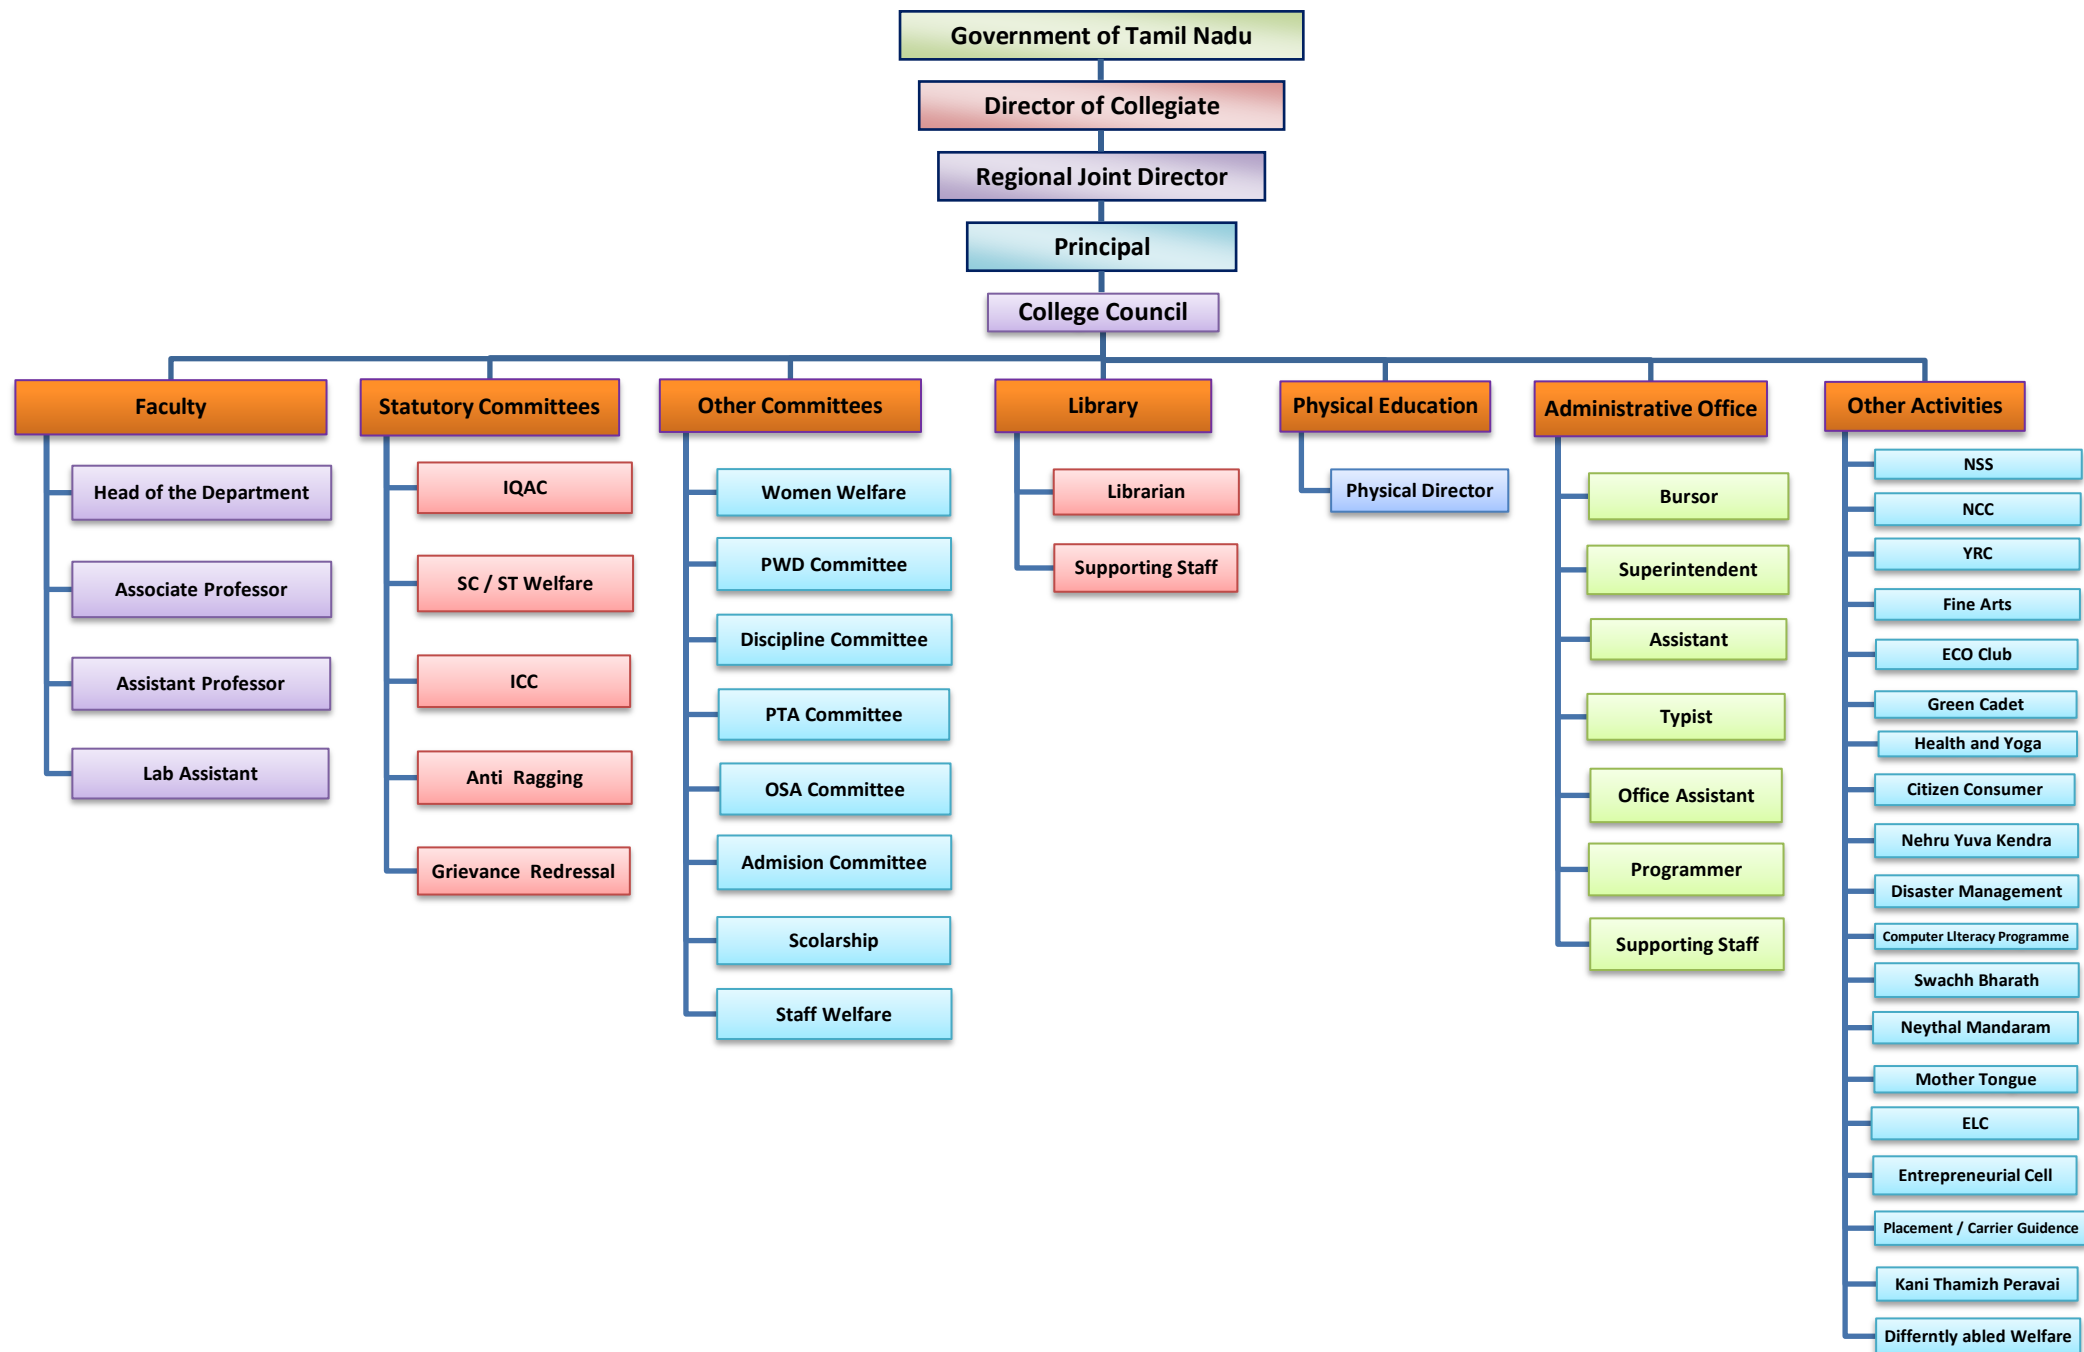 Government of Tamil Nadu
Director of Collegiate
Regional Joint Director
Principal
College Council
Faculty
Head of the Department
Associate Professor
Assistant Professor
Lab Assistant
Statutory Committees
IQAC
SC / ST Welfare
ICC
Anti Ragging
Grievance Redressal
Other Committees
Women Welfare
PWD Committee
Discipline Committee
PTA Committee
OSA Committee
Admision Committee
Scolarship
Staff Welfare
Library
Librarian
Supporting Staff
Physical Education
Physical Director
Administrative Office
Bursor
Superintendent
Assistant
Typist
Office Assistant
Programmer
Supporting Staff
Other Activities
NSS
NCC
YRC
Fine Arts
ECO Club
Green Cadet
Health and Yoga
Citizen Consumer
Nehru Yuva Kendra
Disaster Management
Computer LIteracy Programme
Swachh Bharath
Neythal Mandaram
Mother Tongue
ELC
Entrepreneurial Cell
Placement / Carrier Guidence
Kani Thamizh Peravai
Differntly abled Welfare